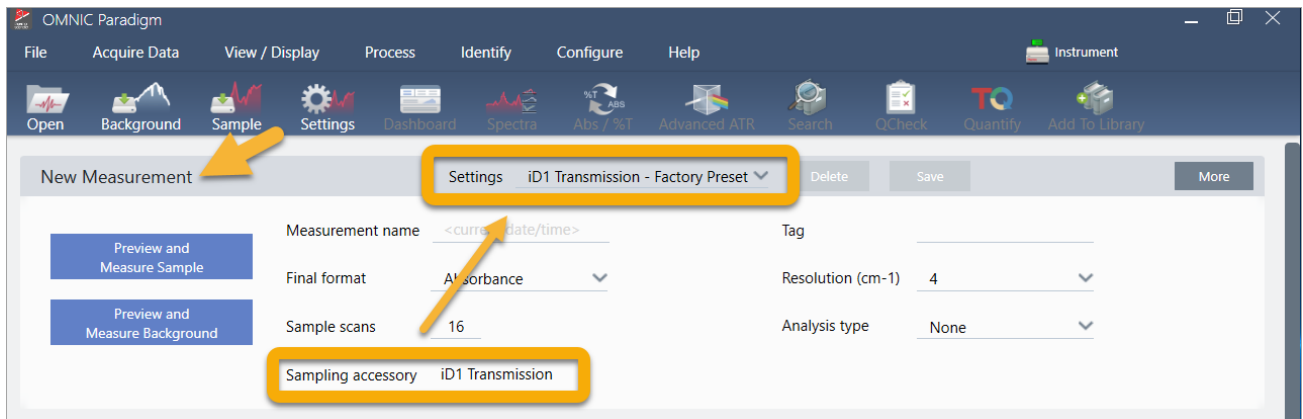 OMNIC Paradigm
File Acquire Data View / Display Process Identify Configure Help Instrument
%T ABS TQ
Open Background Sample Settings Dashboard Spectra Abs / %T Advanced ATR Search QCheck Quantify Add To Library
New Measurement Settings iD1 Transmission - Factory Preset Delete Save More
Preview and
Measure Sample
Preview and
Measure Background
Measurement name <current date/time> Tag
Final format Absorbance Resolution (cm-1) 4
Sample scans 16 Analysis type None
Sampling accessory iD1 Transmission